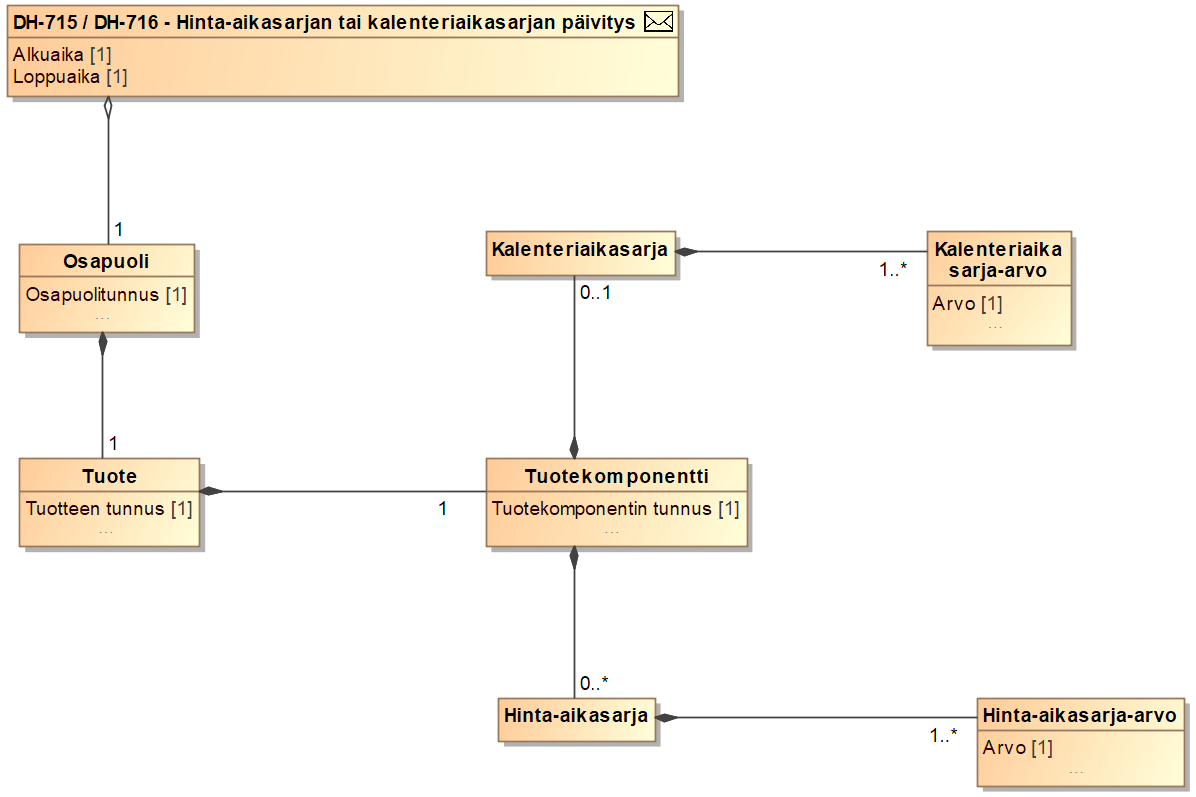 DH-715 / DH-716 - Hinta-aikasarjan tai kalenteriaikasarjan päivitys
Alkuaika [1]
Loppuaika [1]
1
Osapuoli
Osapuolitunnus [1]
...
Kalenteriaikasarja
0..1
1..*
Kalenteriaika
sarja-arvo
Arvo [1]
...
1
Tuote
Tuotteen tunnus [1]
...
1
Tuotekomponentti
Tuotekomponentin tunnus [1]
...
0..*
Hinta-aikasarja
1..*
Hinta-aikasarja-arvo
Arvo [1]
...